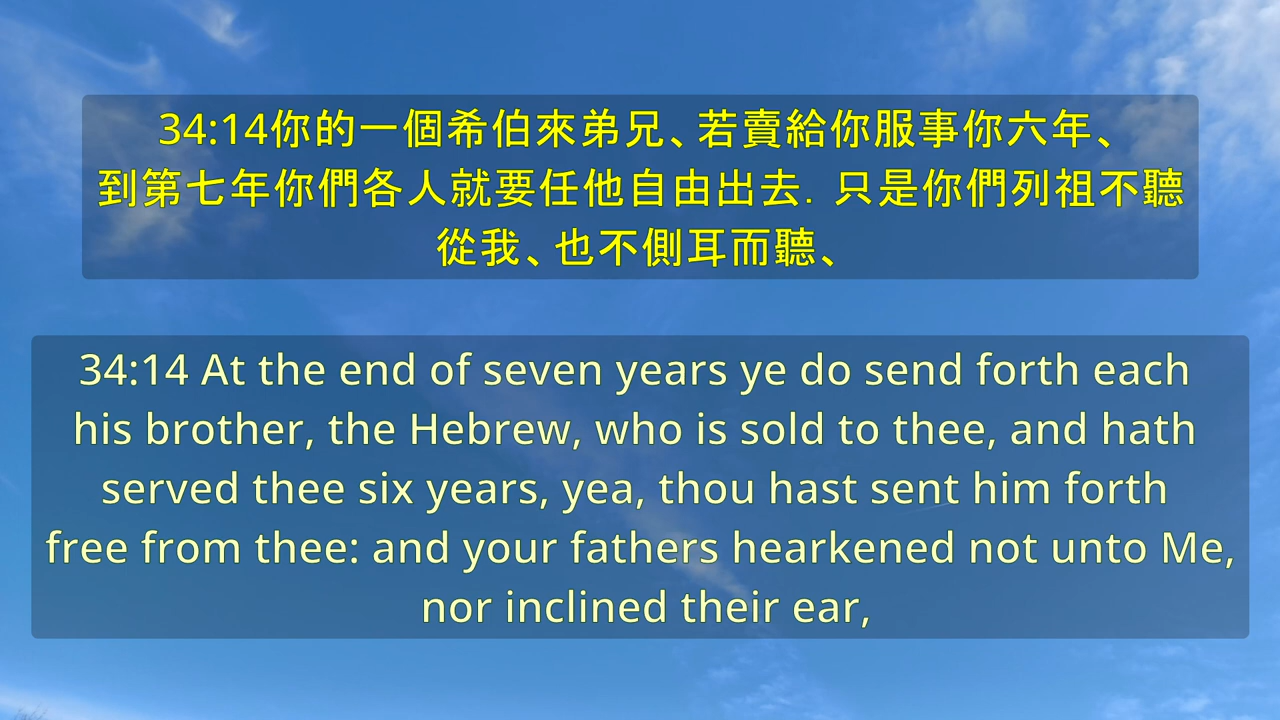 34:14你的一個希伯來弟兄、若賣給你服事你六年、
到第七年你們各人就要任他自由出去．只是你們列祖不聽
從我、也不側耳而聽、
34:14 At the end of seven years ye do send forth each
his brother, the Hebrew, who is sold to thee, and hath
served thee six years, yea, thou hast sent him forth
free from thee: and your fathers hearkened not unto Me,
nor inclined their ear,